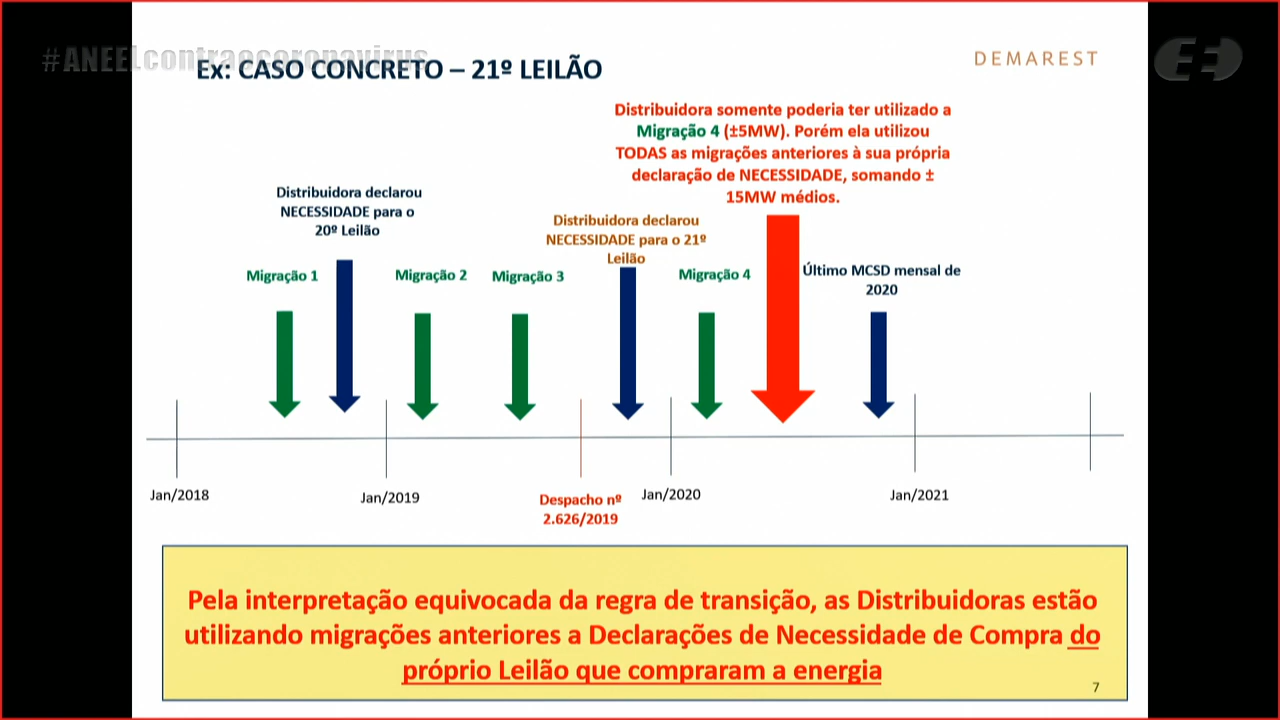 #ANEELcontraocoronavirus
Ex: CASO CONCRETO – 21º LEILÃO
DEMAREST
Distribuidora somente poderia ter utilizado a
Migração 4 (±5MW). Porém ela utilizou
TODAS as migrações anteriores à sua própria
declaração de NECESSIDADE, somando ±
15MW médios.
Distribuidora declarou
NECESSIDADE para o
20º Leilão
Distribuidora declarou
NECESSIDADE para o 21º
Leilão
Migração 1
Migração 2
Migração 3
Migração 4
Último MCSD mensal de
2020
Jan/2018
Jan/2019
Despacho nº
2.626/2019
Jan/2020
Jan/2021
Pela interpretação equivocada da regra de transição, as Distribuidoras estão
utilizando migrações anteriores a Declarações de Necessidade de Compra do
próprio Leilão que compraram a energia
7